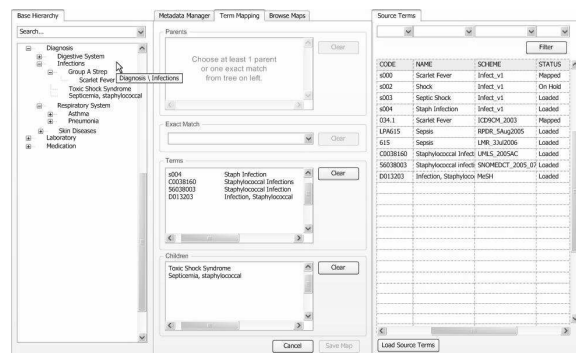 Base Hierarchy
Search...
Diagnosis
Digestive System
Infections
Group A Strep
Scarlet Fever
Diagnosis \ Infections
Toxic Shock Syndrome
Septicemia, staphylococcal
Respiratory System
Asthma
Pneumonia
Skin Diseases
Laboratory
Medication
Metadata Manager Term Mapping Browse Maps
Parents
Choose at least 1 parent
or one exact match
from tree on left.
Clear
Exact Match
Clear
Terms
s004 Staph Infection
C0038160 Staphylococcal Infections
56038003 Staphylococcal Infection
D013203 Infection, Staphylococcal
Clear
Children
Toxic Shock Syndrome
Septicemia, staphylococcal
Clear
Cancel Save Map
Source Terms
Filter
CODE NAME SCHEME STATUS
s000 Scarlet Fever Infect_v1 Mapped
s002 Shock Infect_v1 On Hold
s003 Septic Shock Infect_v1 Loaded
s004 Staph Infection Infect_v1 Loaded
034.1 Scarlet Fever ICD9CM_2003 Mapped
LPA615 Sepsis RPDR_5Aug2005 Loaded
615 Sepsis LMR_3Jul2006 Loaded
C0038160 Staphylococcal Infecti UMLS_2005AC Loaded
56038003 Staphylococcal infecti SNOMEDCT_2005_07 Loaded
D013203 Infection, Staphyloco MeSH Loaded
Load Source Terms